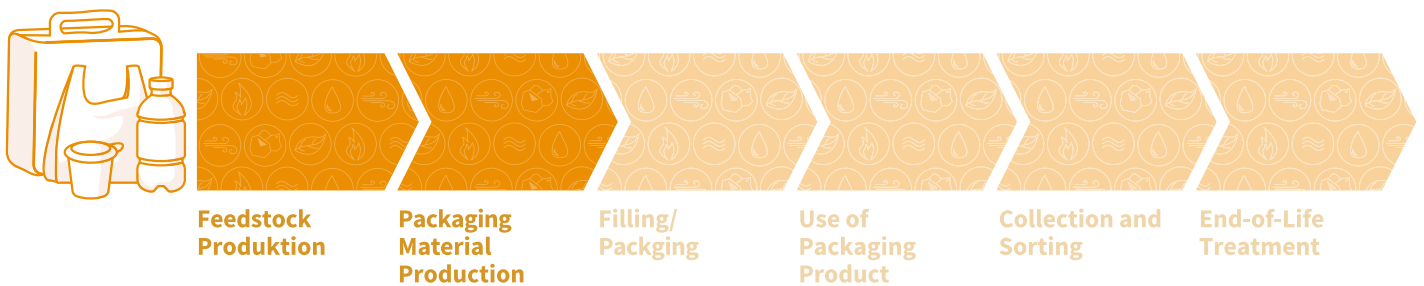 Feedstock
Produktion
Packaging
Material
Production
Filling/
Packging
Use of
Packaging
Product
Collection and
Sorting
End-of-Life
Treatment